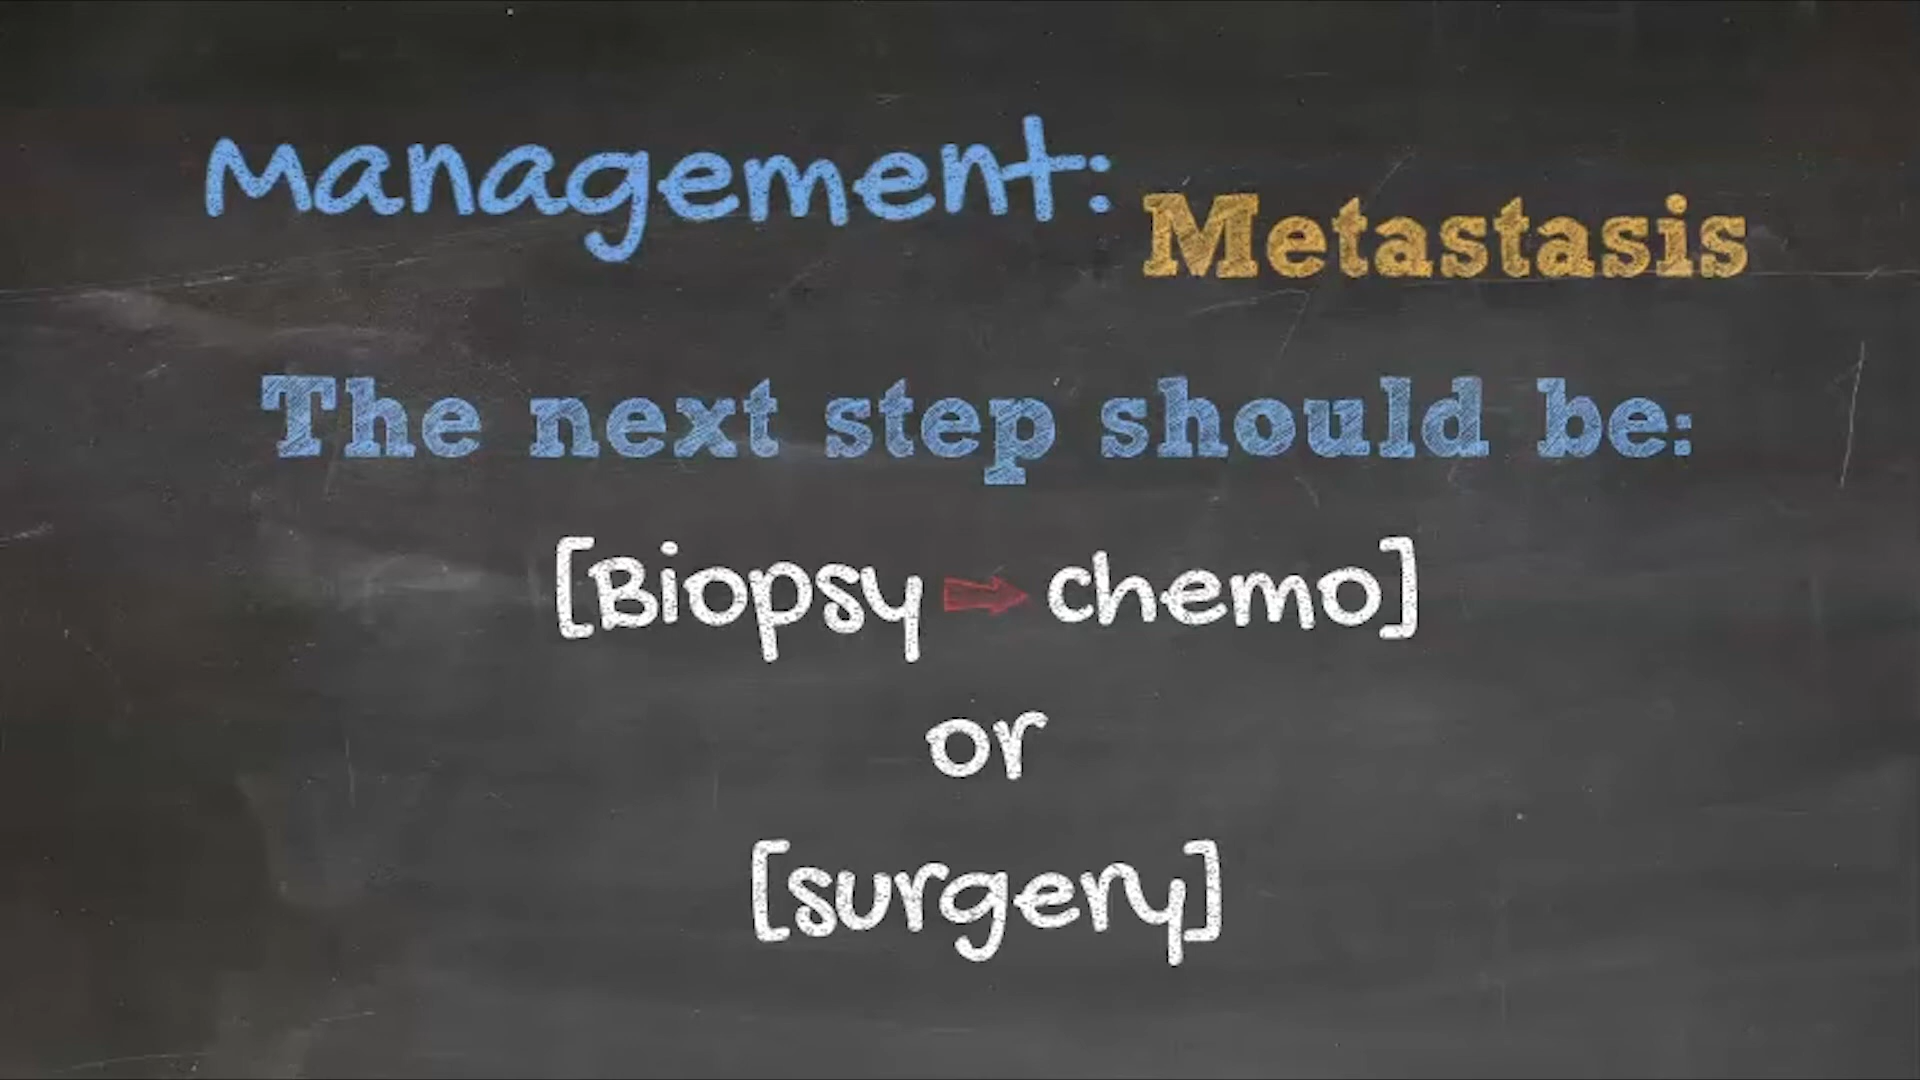 Management: Metastasis
The next step should be:
[Biopsy → chemo]
or
[surgery]